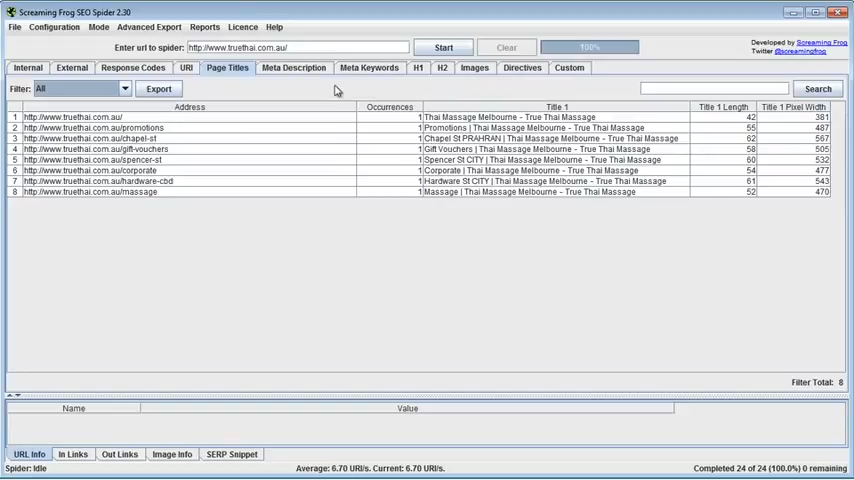 Screaming Frog SEO Spider 2.30
File Configuration Mode Advanced Export Reports Licence Help
Enter url to spider: http://www.truethai.com.au/ Start Clear 100% Developed by Screaming Frog
Twitter @screamingfrog
Internal External Response Codes URI Page Titles Meta Description Meta Keywords H1 H2 Images Directives Custom
Filter: All Export Search
Address Occurrences Title 1 Title 1 Length Title 1 Pixel Width
1 http://www.truethai.com.au/ 1 Thai Massage Melbourne - True Thai Massage 42 381
2 http://www.truethai.com.au/promotions 1 Promotions | Thai Massage Melbourne - True Thai Massage 55 487
3 http://www.truethai.com.au/chapel-st 1 Chapel St PRAHRAN | Thai Massage Melbourne - True Thai Massage 62 567
4 http://www.truethai.com.au/gift-vouchers 1 Gift Vouchers | Thai Massage Melbourne - True Thai Massage 58 505
5 http://www.truethai.com.au/spencer-st 1 Spencer St CITY | Thai Massage Melbourne - True Thai Massage 60 532
6 http://www.truethai.com.au/corporate 1 Corporate | Thai Massage Melbourne - True Thai Massage 54 477
7 http://www.truethai.com.au/hardware-cbd 1 Hardware St CITY | Thai Massage Melbourne - True Thai Massage 61 543
8 http://www.truethai.com.au/massage 1 Massage | Thai Massage Melbourne - True Thai Massage 52 470
Filter Total: 8
Name Value
URL Info In Links Out Links Image Info SERP Snippet
Spider: Idle Average: 6.70 URI/s. Current: 6.70 URI/s. Completed 24 of 24 (100.0%) 0 remaining